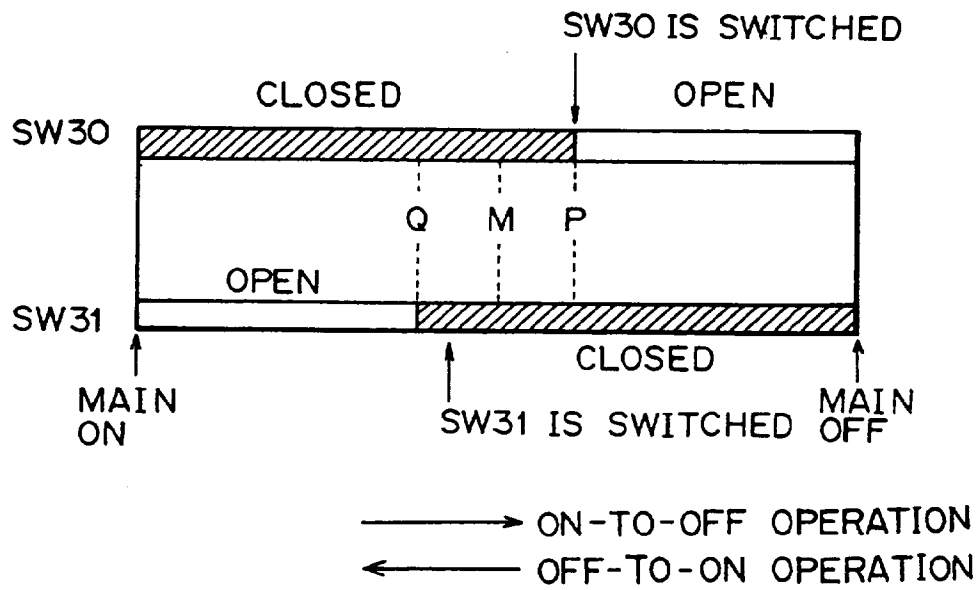 SW30 IS SWITCHED
CLOSED
OPEN
SW30
Q
M
P
OPEN
SW31
CLOSED
MAIN
ON
SW31 IS SWITCHED
MAIN
OFF
ON-TO-OFF OPERATION
OFF-TO-ON OPERATION